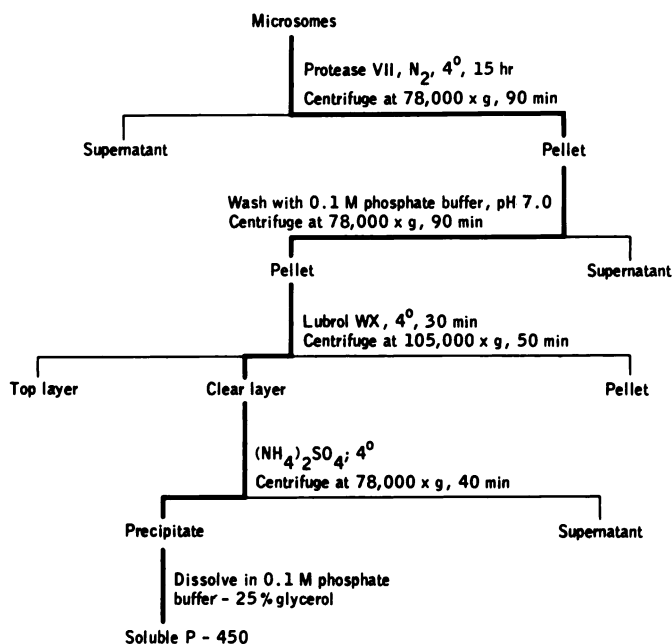 Microsomes
Protease VII, N2, 4°, 15 hr
Centrifuge at 78,000 x g, 90 min
Supernatant
Pellet
Wash with 0.1 M phosphate buffer, pH 7.0
Centrifuge at 78,000 x g, 90 min
Pellet
Supernatant
Lubrol WX, 4°, 30 min
Centrifuge at 105,000 x g, 50 min
Top layer
Clear layer
Pellet
(NH4)2SO4; 4°
Centrifuge at 78,000 x g, 40 min
Precipitate
Supernatant
Dissolve in 0.1 M phosphate
buffer - 25% glycerol
Soluble P - 450